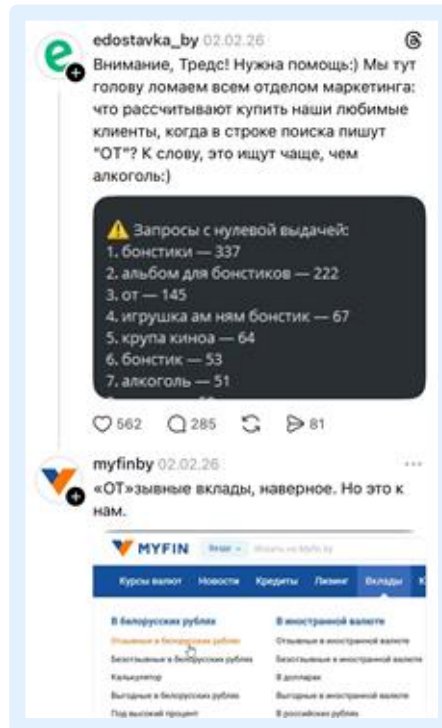 edostavka_by 02.02.26
Внимание, Тредс! Нужна помощь:) Мы тут
голову ломаем всем отделом маркетинга:
что рассчитывают купить наши любимые
клиенты, когда в строке поиска пишут
"ОТ"? К слову, это ищут чаще, чем
алкоголь:)
Запросы с нулевой выдачей:
1. бонстики — 337
2. альбом для бонстиков — 222
3. от — 145
4. игрушка ам ням бонстик — 67
5. крупа киноа — 64
6. бонстик — 53
7. алкоголь — 51
562 285 81
myfinby 02.02.26
«ОТ»зывные вклады, наверное. Но это к
нам.
MYFIN Везде Искать на Myfin.by
Курсы валют Новости Кредиты Лизинг Вклады
В белорусских рублях В иностранной валюте
Отзывные в белорусских рублях Отзывные в иностранной валюте
Безотзывные в белорусских рублях Безотзывные в иностранной валюте
Калькулятор В долларах
Выгодные в белорусских рублях Выгодные в иностранной валюте
Под высокий процент В российских рублях